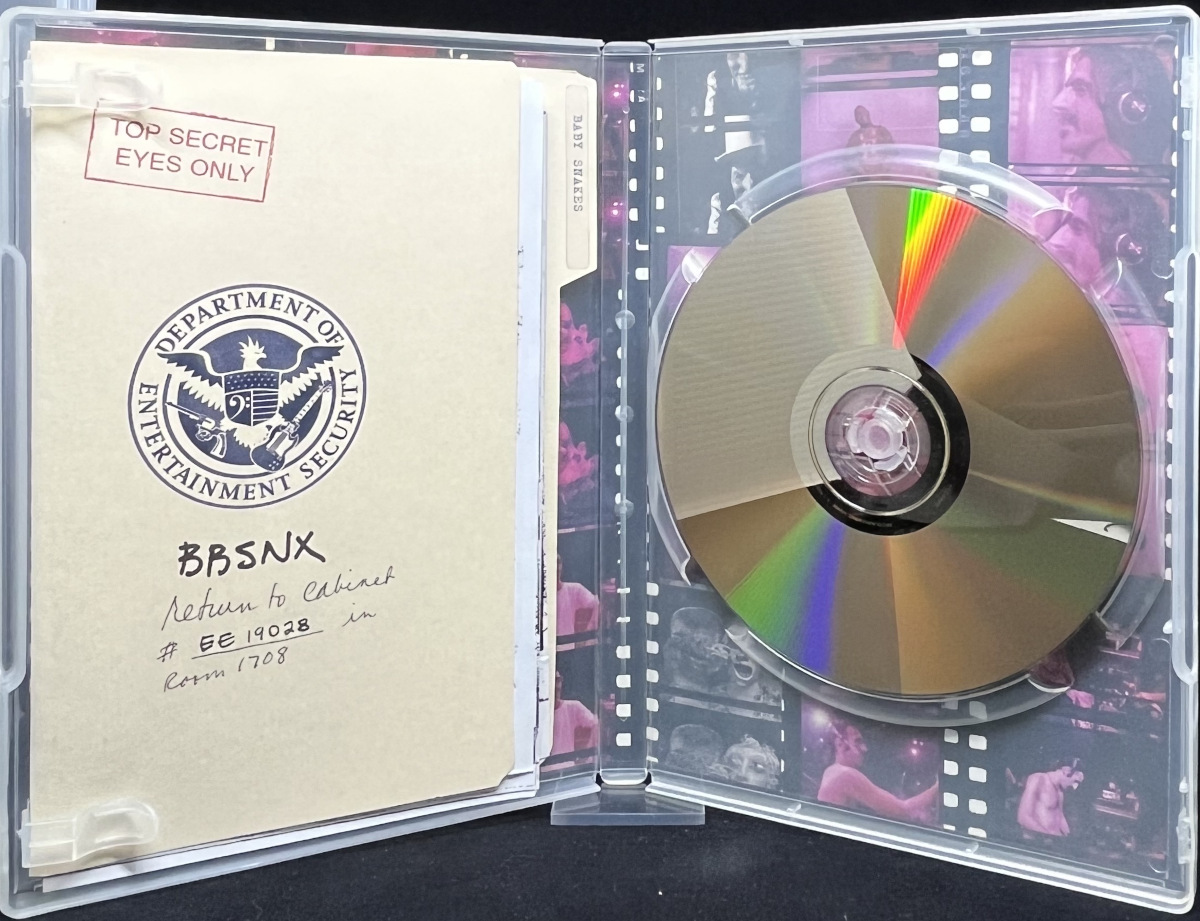 TOP SECRET
EYES ONLY
BABY SNAKES
DEPARTMENT OF
ENTERTAINMENT SECURITY
BBSNX
Return to cabinet
# EE 19028 in
Room 1708